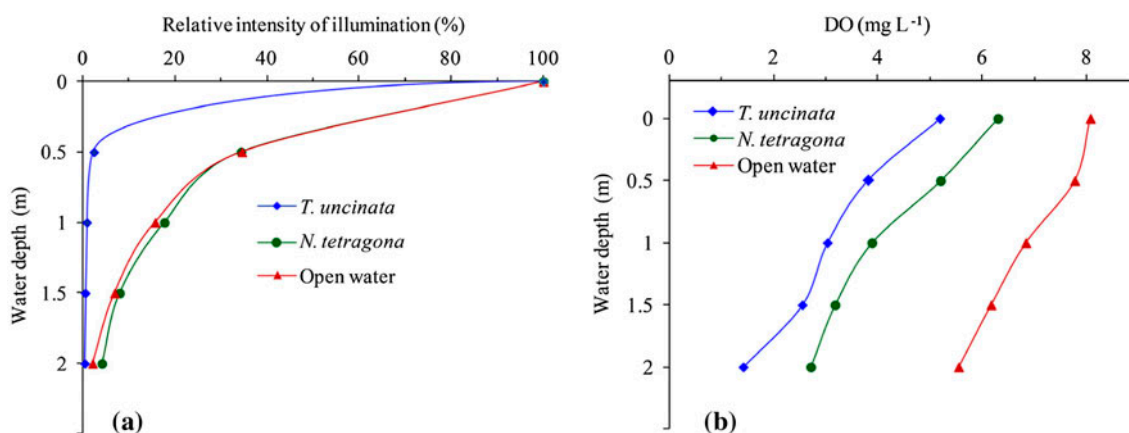 Relative intensity of illumination (%)
0 20 40 60 80 100
0
0.5
1
1.5
2
Water depth (m)
T. uncinata
N. tetragona
Open water
(a)
DO (mg L⁻¹)
0 2 4 6 8
0
0.5
1
1.5
2
Water depth (m)
T. uncinata
N. tetragona
Open water
(b)